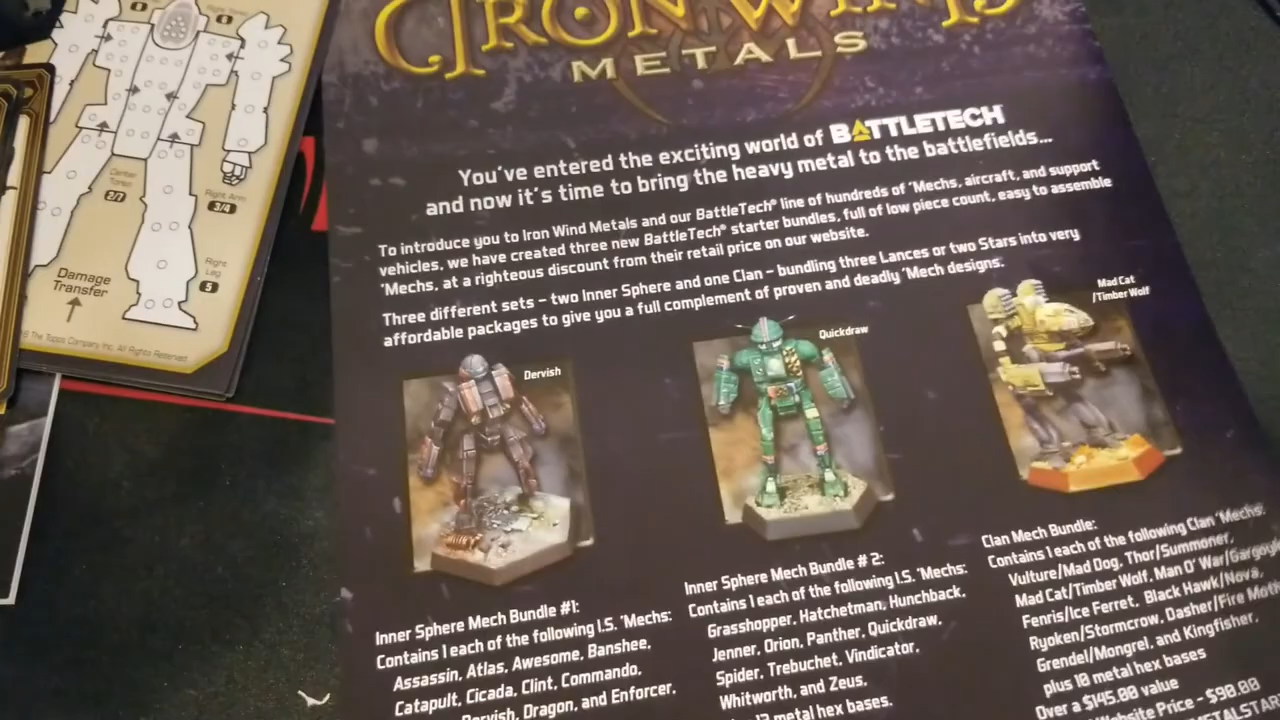 Right Torso
Center
Torso
2/7
Right Arm
3/4
Right
Leg
5
Damage
Transfer
The Topps Company Inc. All Rights Reserved.
IRON WIND
METALS
You've entered the exciting world of BATTLETECH
and now it's time to bring the heavy metal to the battlefields...
To introduce you to Iron Wind Metals and our BattleTech® line of hundreds of 'Mechs, aircraft, and support
vehicles, we have created three new BattleTech® starter bundles, full of low piece count, easy to assemble
'Mechs, at a righteous discount from their retail price on our website.
Three different sets – two Inner Sphere and one Clan – bundling three Lances or two Stars into very
affordable packages to give you a full complement of proven and deadly 'Mech designs.
Dervish
Quickdraw
Mad Cat
/Timber Wolf
Inner Sphere Mech Bundle #1:
Contains 1 each of the following I.S. 'Mechs:
Assassin, Atlas, Awesome, Banshee,
Catapult, Cicada, Clint, Commando,
Dervish, Dragon, and Enforcer,
Inner Sphere Mech Bundle # 2:
Contains 1 each of the following I.S. 'Mechs:
Grasshopper, Hatchetman, Hunchback,
Jenner, Orion, Panther, Quickdraw,
Spider, Trebuchet, Vindicator,
Whitworth, and Zeus,
12 metal hex bases.
Clan Mech Bundle:
Contains 1 each of the following Clan 'Mechs:
Vulture/Mad Dog, Thor/Summoner,
Mad Cat/Timber Wolf, Man O' War/Gargoyle
Fenris/Ice Ferret, Black Hawk/Nova,
Ryoken/Stormcrow, Dasher/Fire Moth
Grendel/Mongrel, and Kingfisher,
plus 10 metal hex bases
Over a $145.00 value
Website Price - $90.00